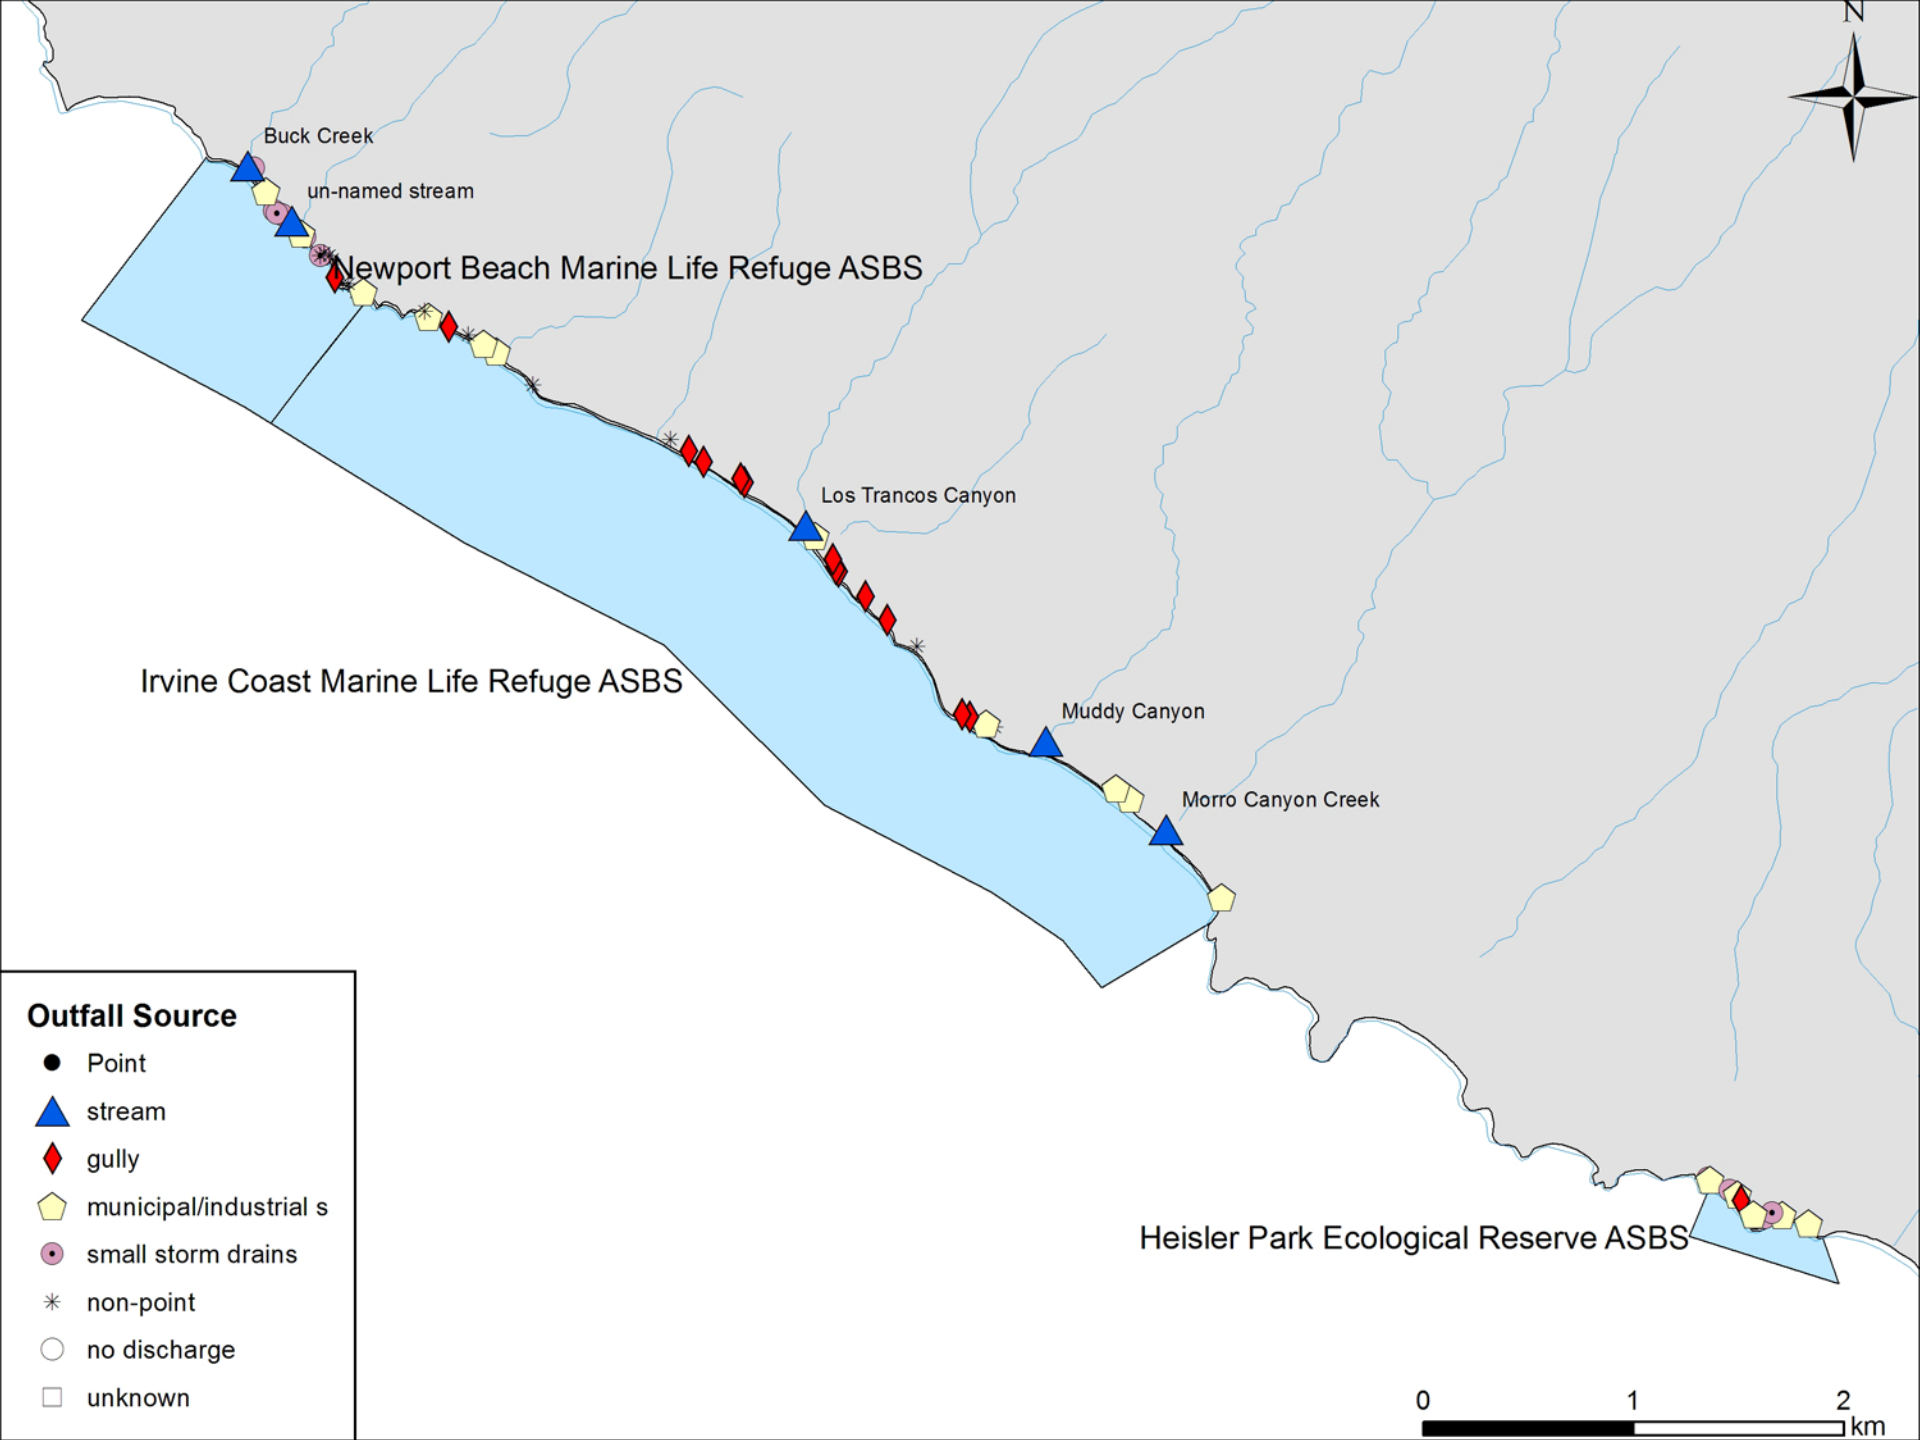 N
Buck Creek
un-named stream
Newport Beach Marine Life Refuge ASBS
Los Trancos Canyon
Irvine Coast Marine Life Refuge ASBS
Muddy Canyon
Morro Canyon Creek
Heisler Park Ecological Reserve ASBS
Outfall Source
Point
stream
gully
municipal/industrial s
small storm drains
non-point
no discharge
unknown
0 1 2
km